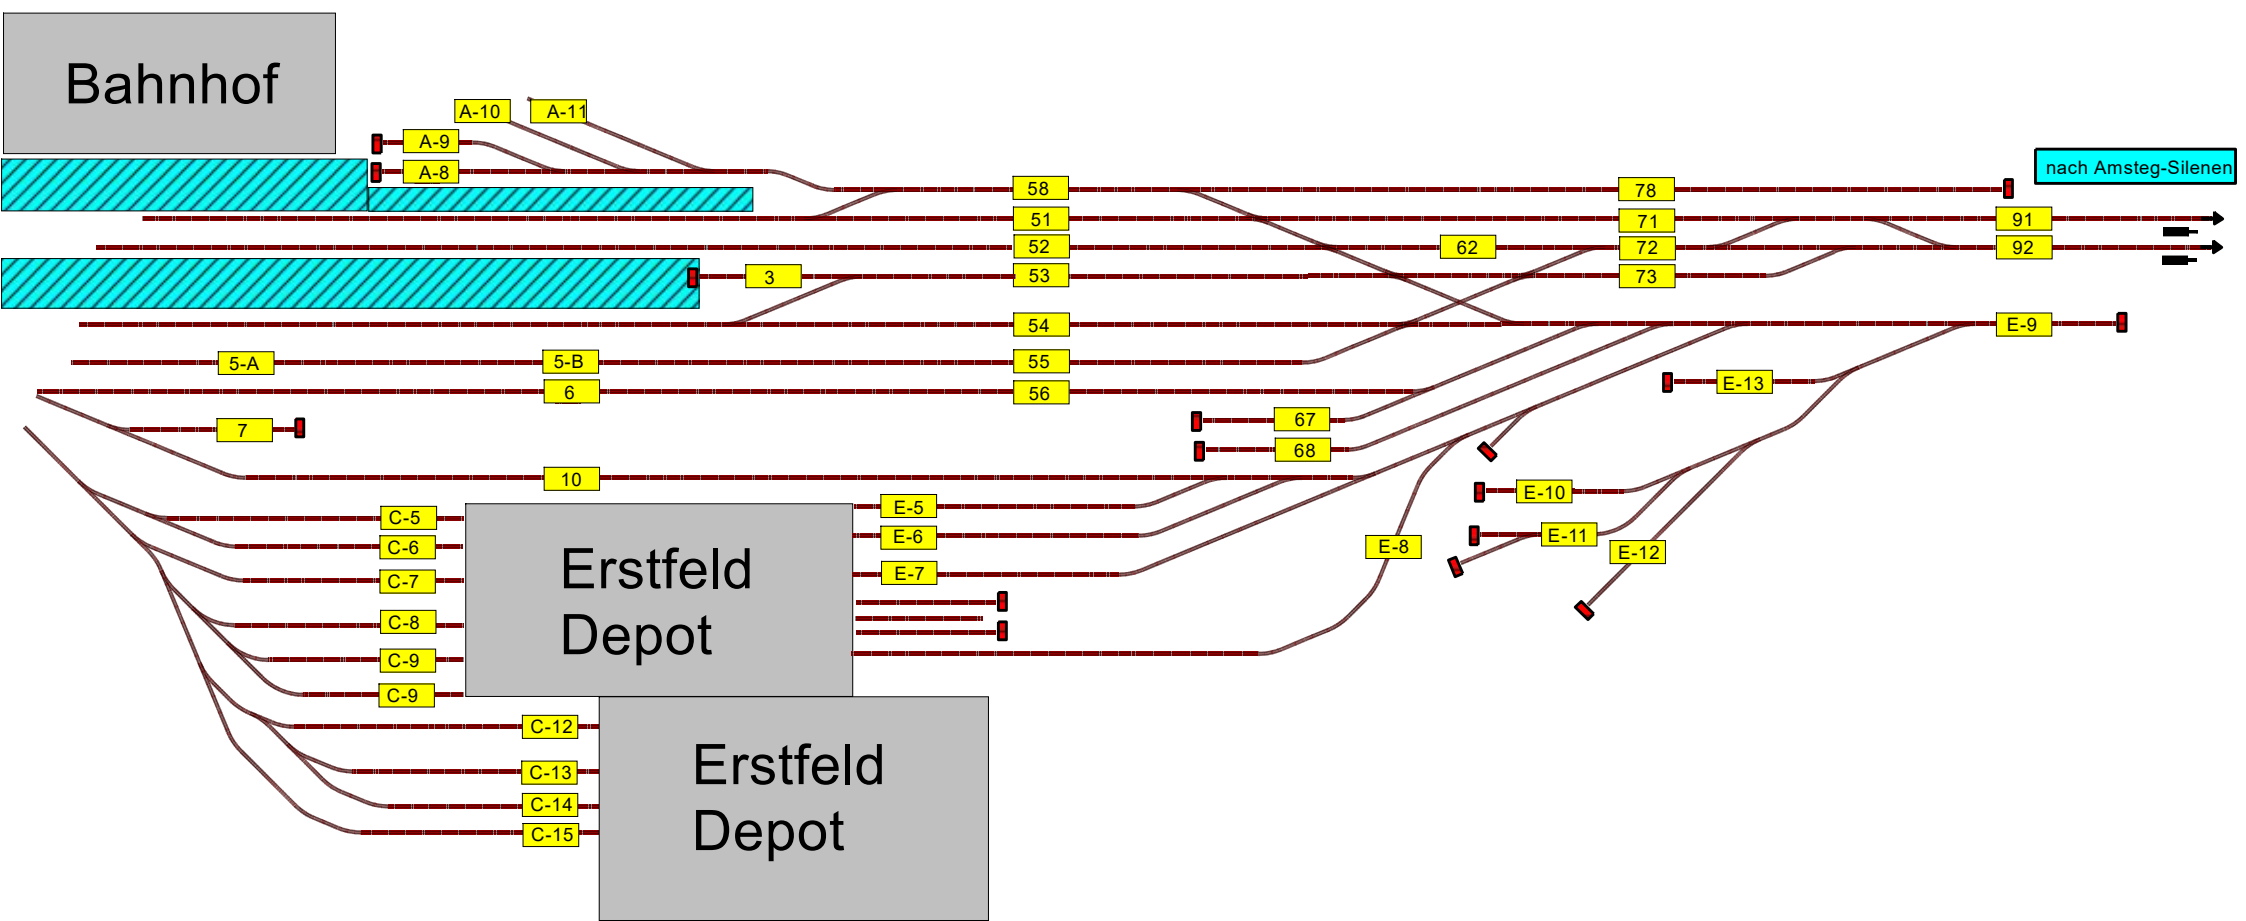 Bahnhof
A-10
A-11
A-9
A-8
nach Amsteg-Silenen
58
78
51
71
91
52
62
72
92
3
53
73
54
E-9
5-A
5-B
55
E-13
6
56
7
67
68
10
E-10
C-5
E-5
C-6
E-6
E-8
E-11
E-12
C-7
E-7
Erstfeld
Depot
C-8
C-9
C-9
C-12
C-13
C-14
C-15
Erstfeld
Depot